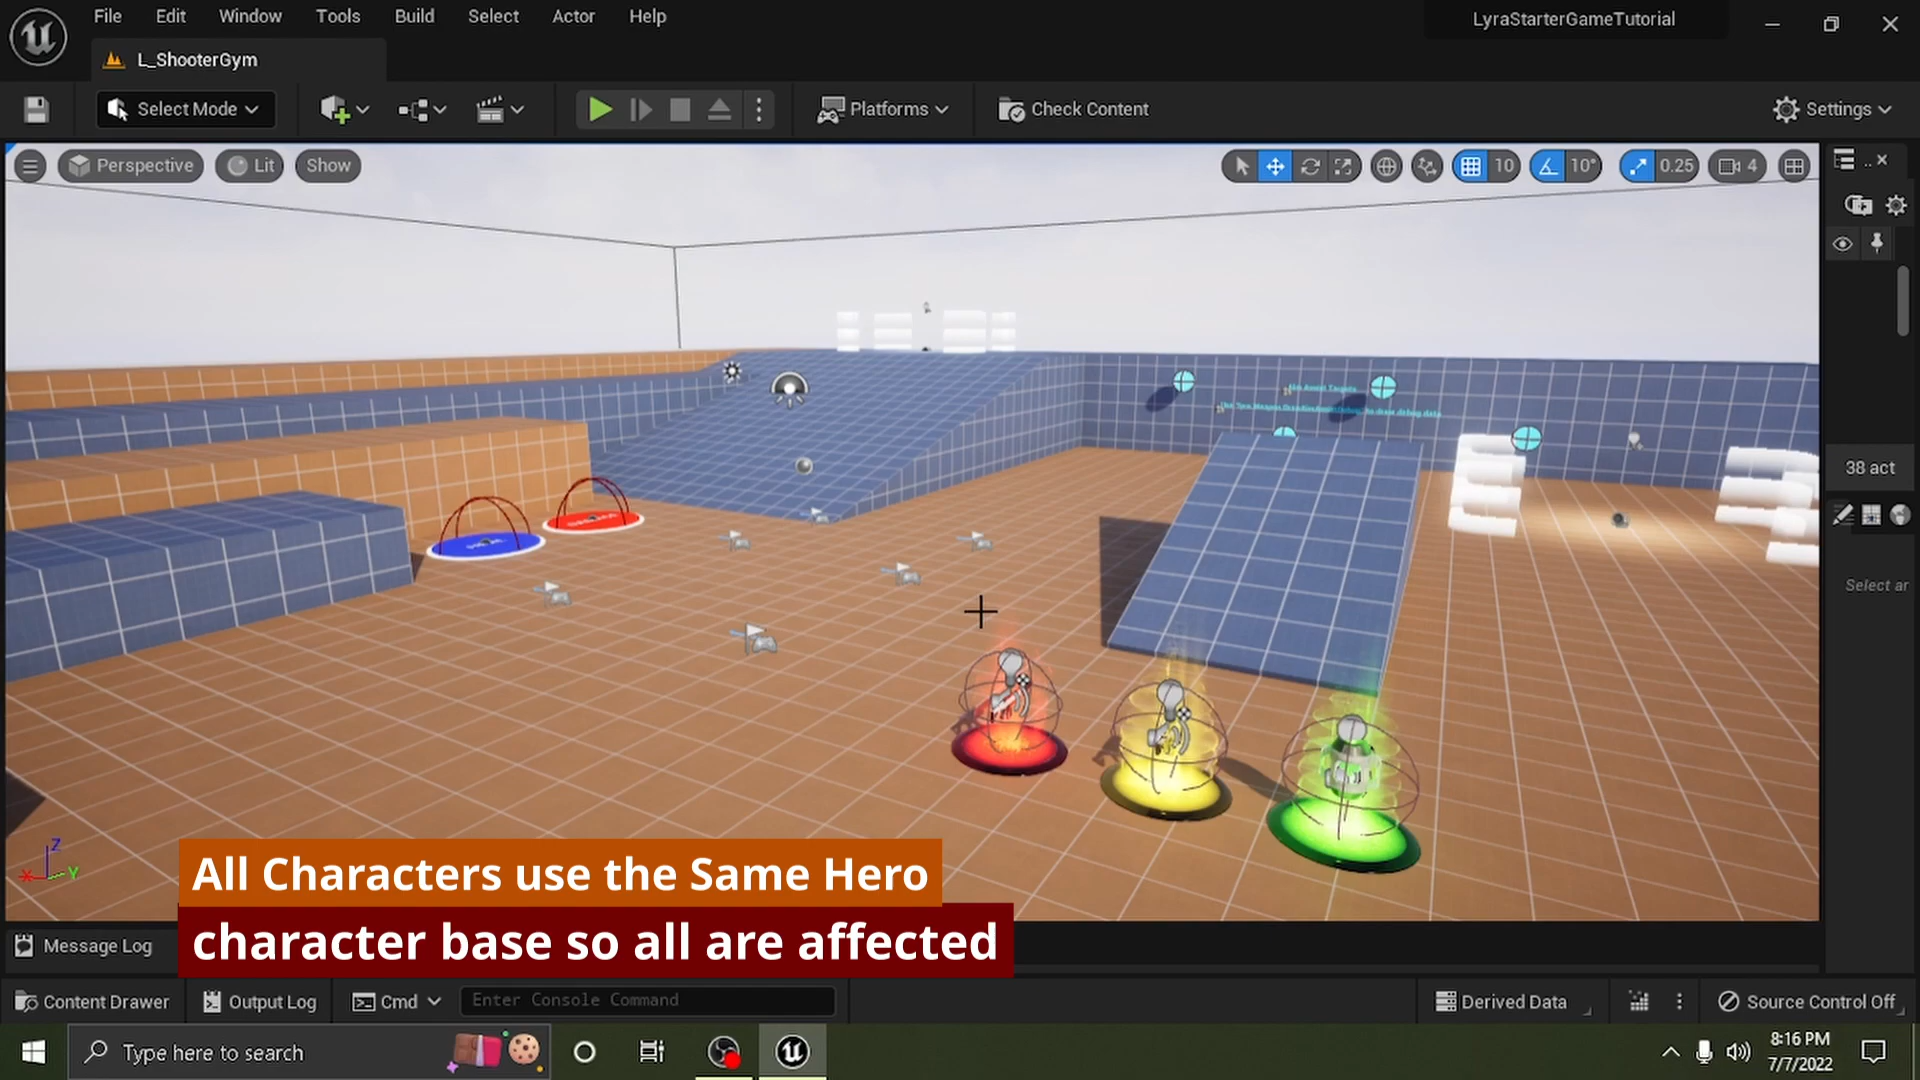 File Edit Window Tools Build Select Actor Help
LyraStarterGameTutorial
L_ShooterGym
Select Mode
Platforms
Check Content
Settings
Perspective
Lit
Show
10
10°
0.25
4
..
38 act
Select ar
All Characters use the Same Hero
character base so all are affected
Message Log
Content Drawer
Output Log
Cmd
Enter Console Command
Derived Data
Source Control Off
Type here to search
8:16 PM
7/7/2022